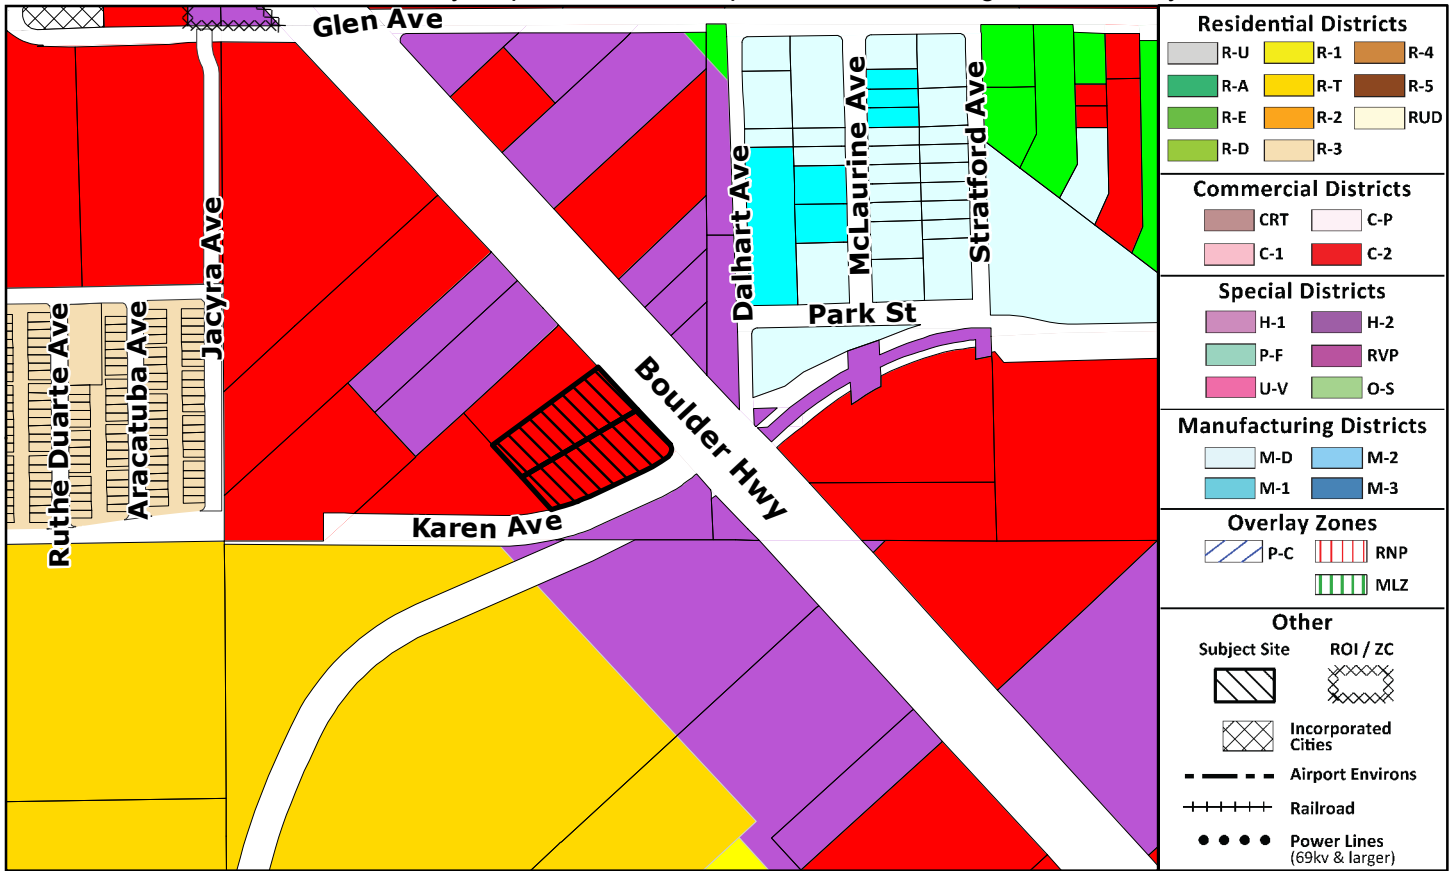 Glen Ave
Jacyra Ave
Ruthe Duarte Ave
Aracatuba Ave
Dalhart Ave
McLaurine Ave
Stratford Ave
Park St
Boulder Hwy
Karen Ave
Residential Districts
R-U
R-1
R-4
R-A
R-T
R-5
R-E
R-2
RUD
R-D
R-3
Commercial Districts
CRT
C-P
C-1
C-2
Special Districts
H-1
H-2
P-F
RVP
U-V
O-S
Manufacturing Districts
M-D
M-2
M-1
M-3
Overlay Zones
P-C
RNP
MLZ
Other
Subject Site
ROI / ZC
Incorporated
Cities
Airport Environs
Railroad
Power Lines
(69kv & larger)